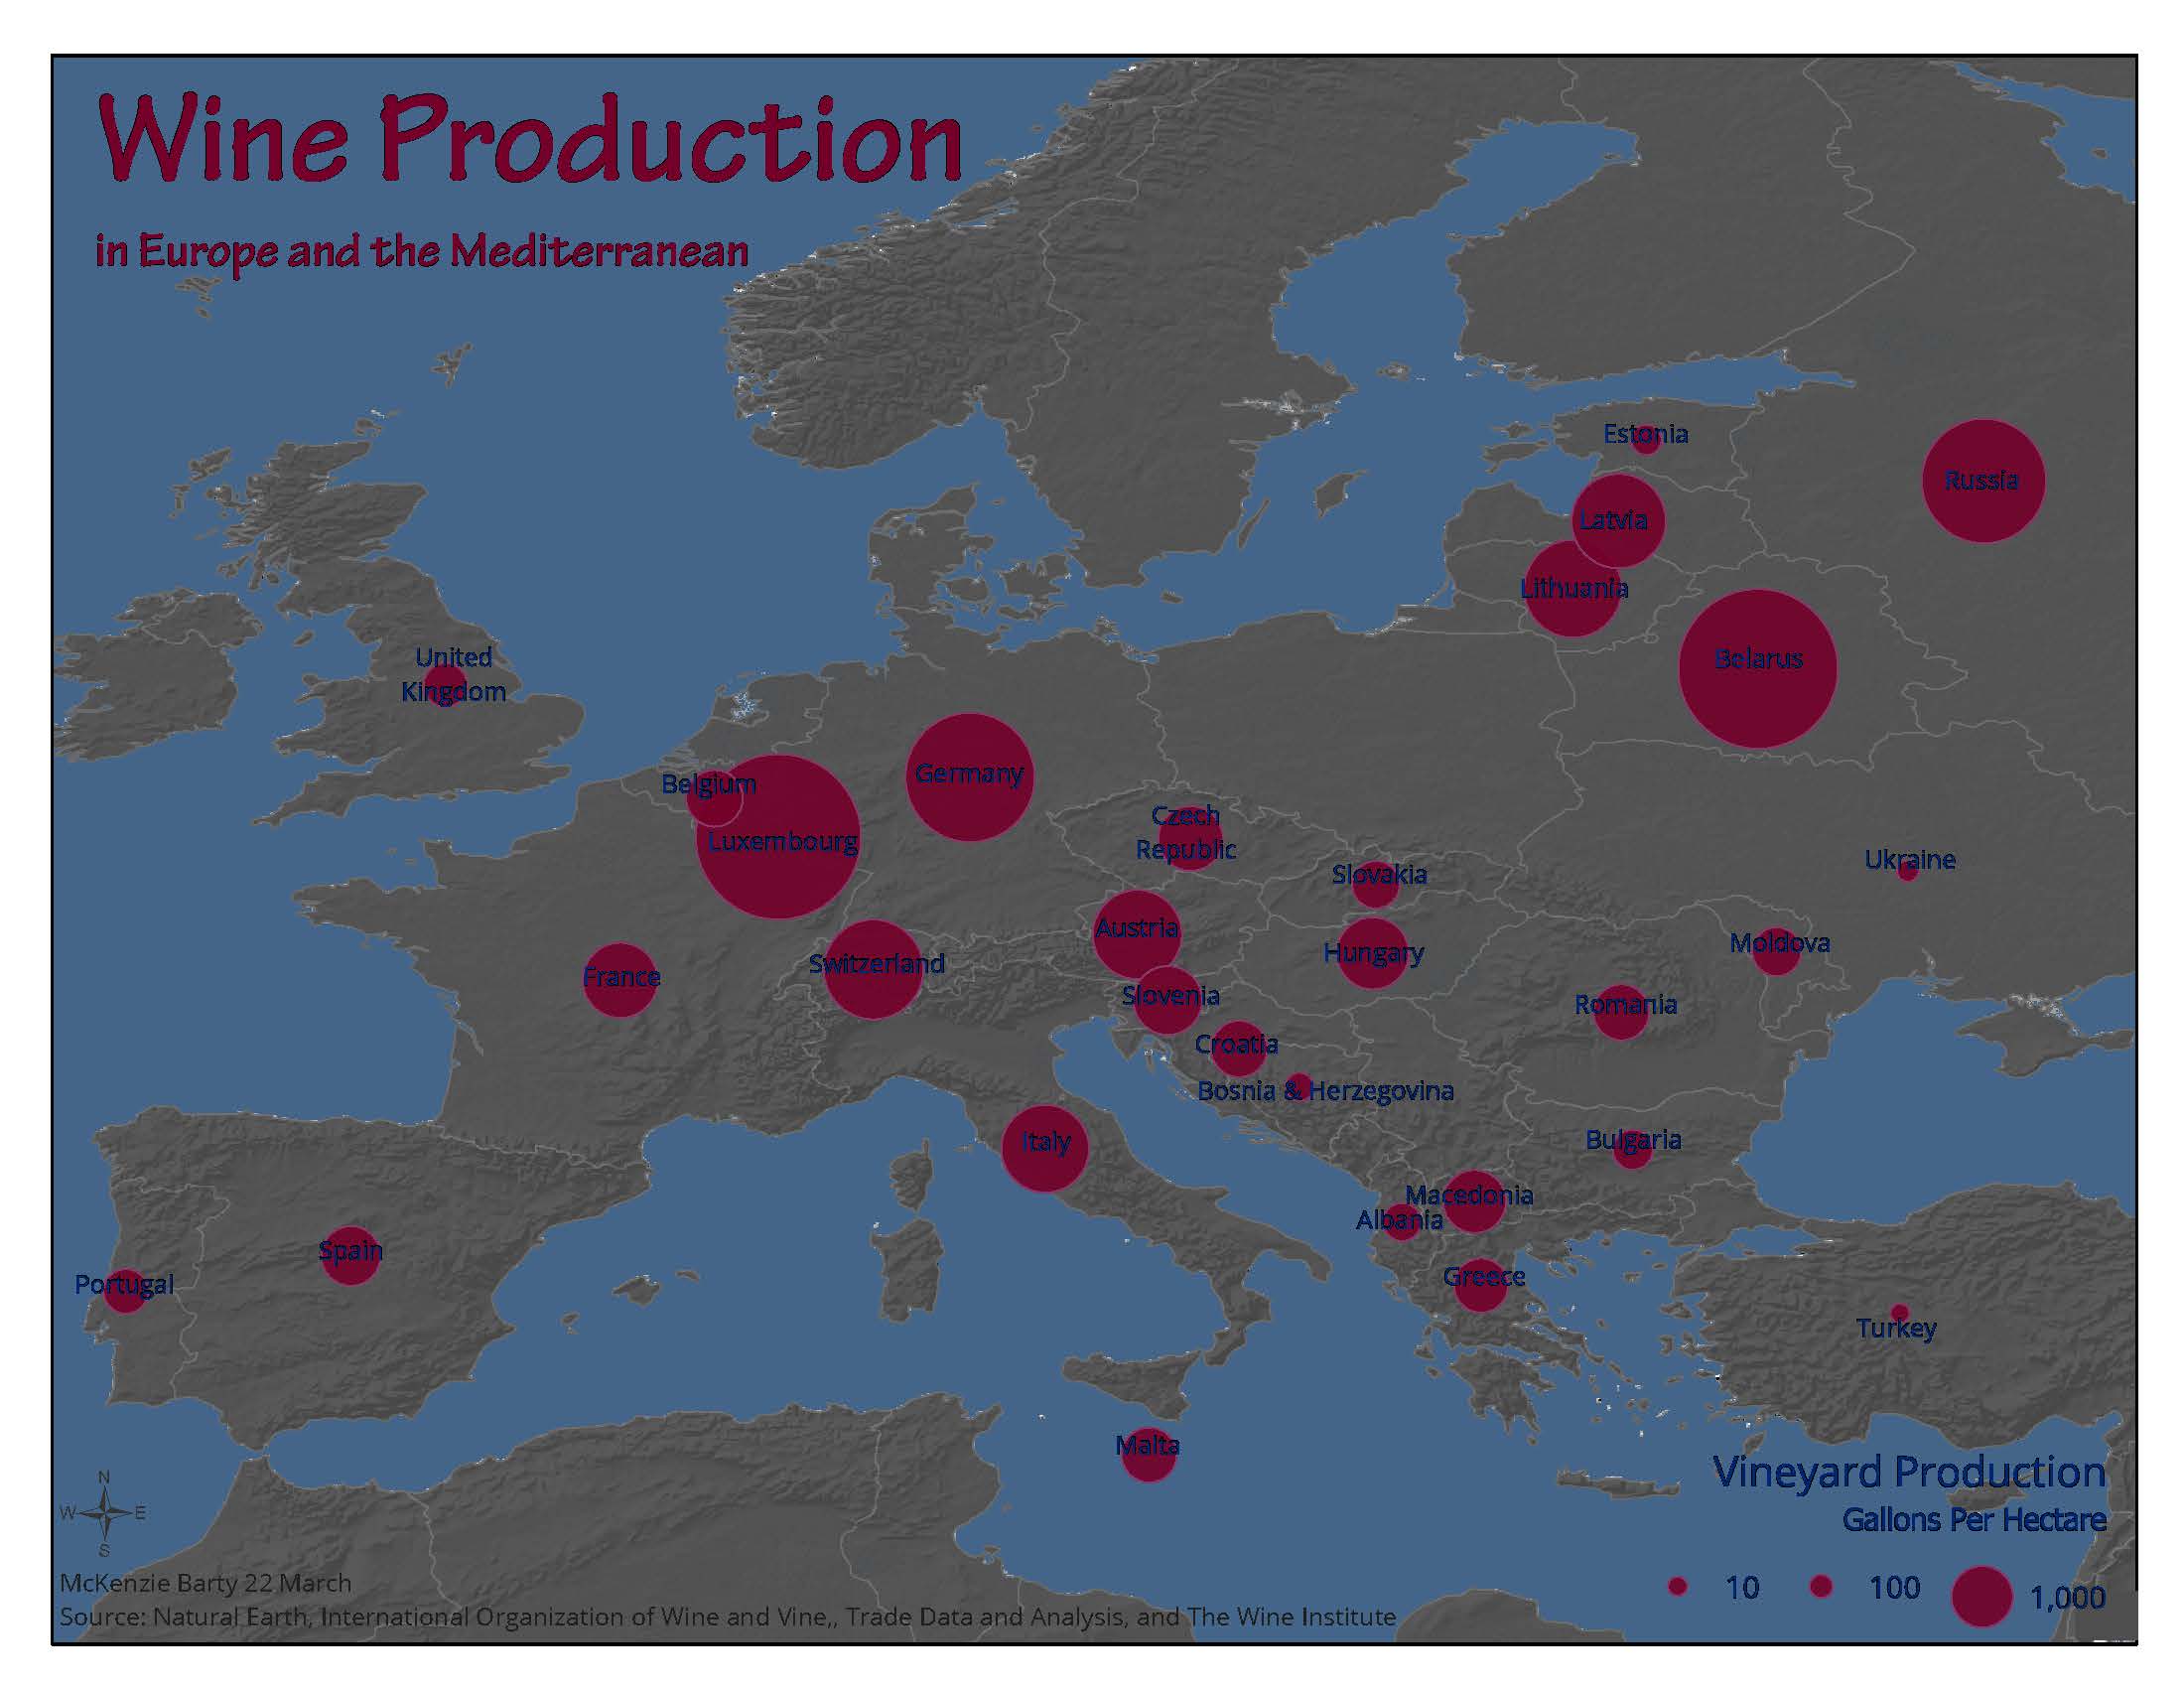 Wine Production
in Europe and the Mediterranean
Estonia
Russia
Latvia
Lithuania
Belarus
United
Kingdom
Germany
Belgium
Luxembourg
Czech
Republic
Slovakia
Ukraine
Austria
Hungary
Moldova
Switzerland
France
Slovenia
Romania
Croatia
Bosnia & Herzegovina
Italy
Bulgaria
Macedonia
Albania
Spain
Portugal
Greece
Turkey
Malta
Vineyard Production
Gallons Per Hectare
10 100 1,000
N
W E
S
McKenzie Barty 22 March
Source: Natural Earth, International Organization of Wine and Vine,, Trade Data and Analysis, and The Wine Institute